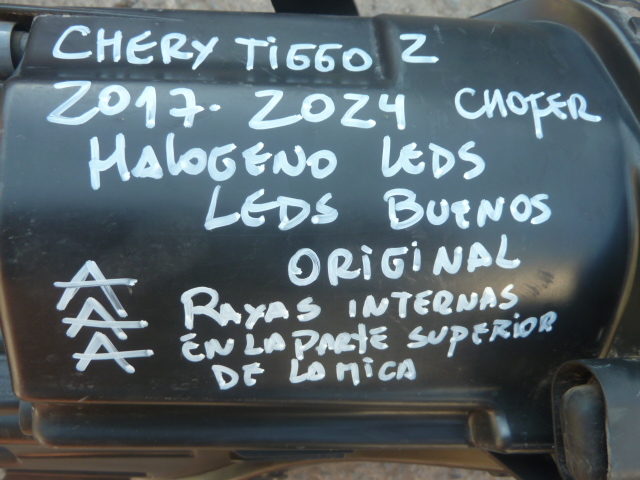 CHERY TIGGO 2
2017-2024 CHOFER
HALOGENO LEDS
LEDS BUENOS
ORIGINAL
A RAYAS INTERNAS
A EN LA PARTE SUPERIOR
A DE LA MICA